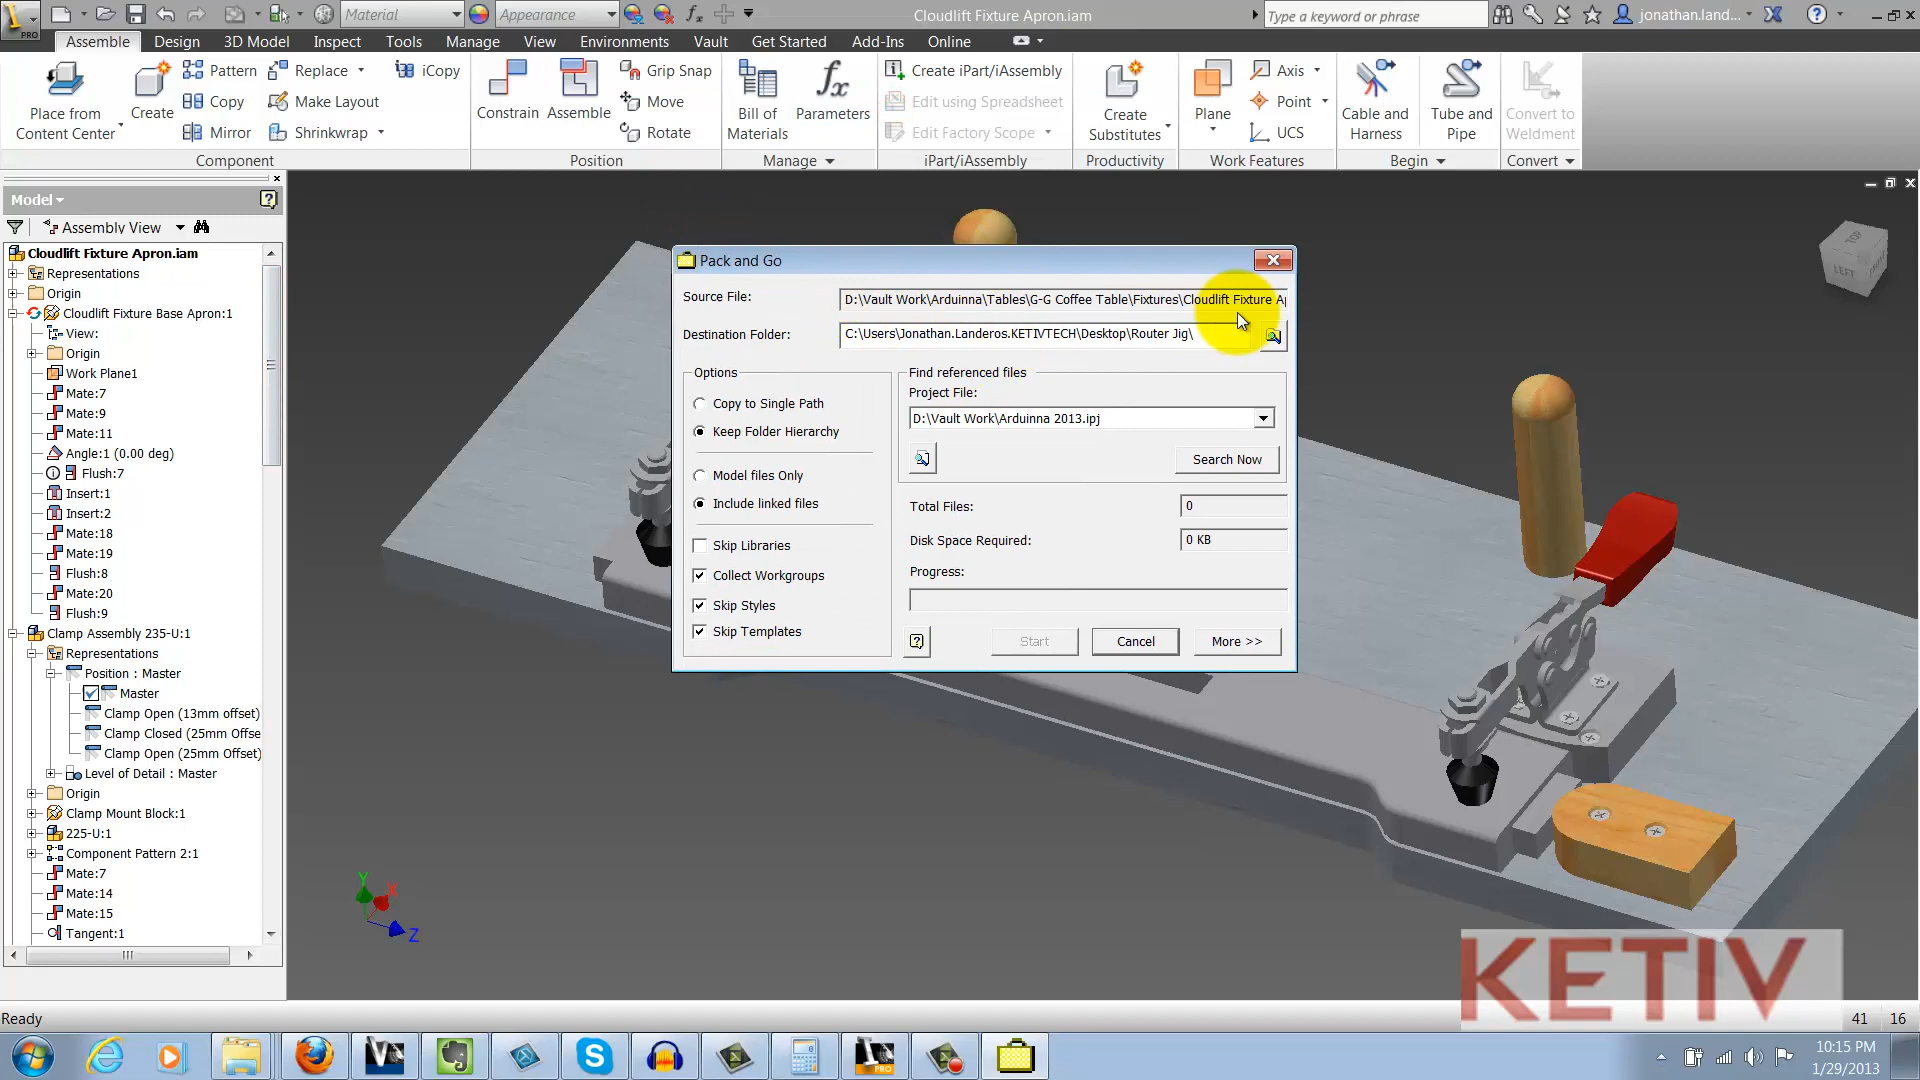 PRO
Material
Appearance
Cloudlift Fixture Apron.iam
Type a keyword or phrase
jonathan.land...
Assemble
Design
3D Model
Inspect
Tools
Manage
View
Environments
Vault
Get Started
Add-Ins
Online
Place from
Content Center
Create
Pattern
Copy
Mirror
Replace
Make Layout
Shrinkwrap
iCopy
Component
Constrain
Assemble
Grip Snap
Move
Rotate
Position
Bill of
Materials
Parameters
Manage
Create iPart/iAssembly
Edit using Spreadsheet
Edit Factory Scope
iPart/iAssembly
Create
Substitutes
Productivity
Plane
Axis
Point
UCS
Work Features
Cable and
Harness
Tube and
Pipe
Begin
Convert to
Weldment
Convert
Model
Assembly View
Cloudlift Fixture Apron.iam
Representations
Origin
Cloudlift Fixture Base Apron:1
View:
Origin
Work Plane1
Mate:7
Mate:9
Mate:11
Angle:1 (0.00 deg)
Flush:7
Insert:1
Insert:2
Mate:18
Mate:19
Flush:8
Mate:20
Flush:9
Clamp Assembly 235-U:1
Representations
Position : Master
Master
Clamp Open (13mm offset)
Clamp Closed (25mm Offse
Clamp Open (25mm Offset)
Level of Detail : Master
Origin
Clamp Mount Block:1
225-U:1
Component Pattern 2:1
Mate:7
Mate:14
Mate:15
Tangent:1
Pack and Go
Source File:
D:\Vault Work\Arduinna\Tables\G-G Coffee Table\Fixtures\Cloudlift Fixture Ap
Destination Folder:
C:\Users\Jonathan.Landeros.KETIVTECH\Desktop\Router Jig\
Options
Copy to Single Path
Keep Folder Hierarchy
Model files Only
Include linked files
Skip Libraries
Collect Workgroups
Skip Styles
Skip Templates
Find referenced files
Project File:
D:\Vault Work\Arduinna 2013.ipj
Search Now
Total Files:
0
Disk Space Required:
0 KB
Progress:
Start
Cancel
More >>
TOP
LEFT
Y
X
Z
KETIV
Ready
41
16
PRO
10:15 PM
1/29/2013